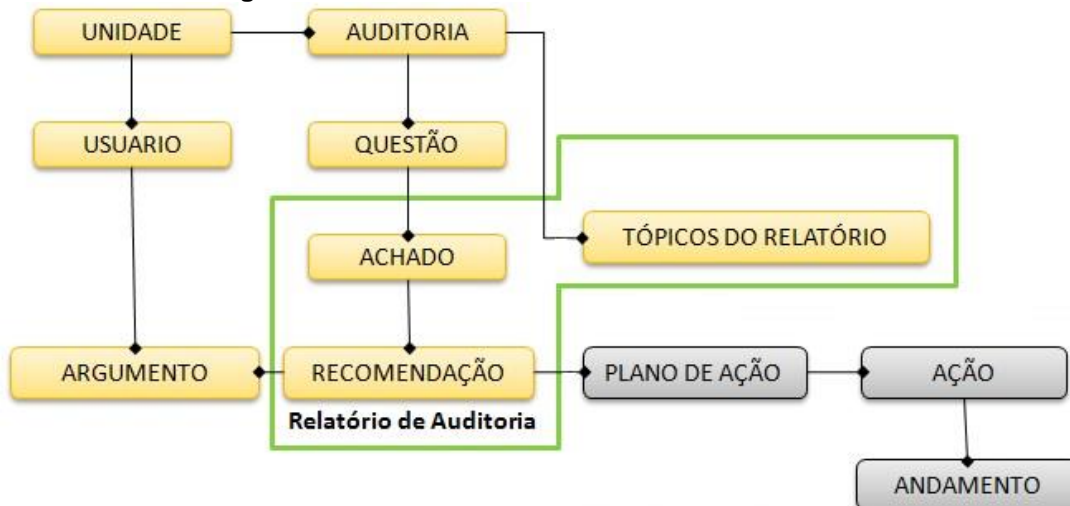 UNIDADE
AUDITORIA
USUARIO
QUESTÃO
TÓPICOS DO RELATÓRIO
ACHADO
ARGUMENTO
RECOMENDAÇÃO
PLANO DE AÇÃO
AÇÃO
Relatório de Auditoria
ANDAMENTO